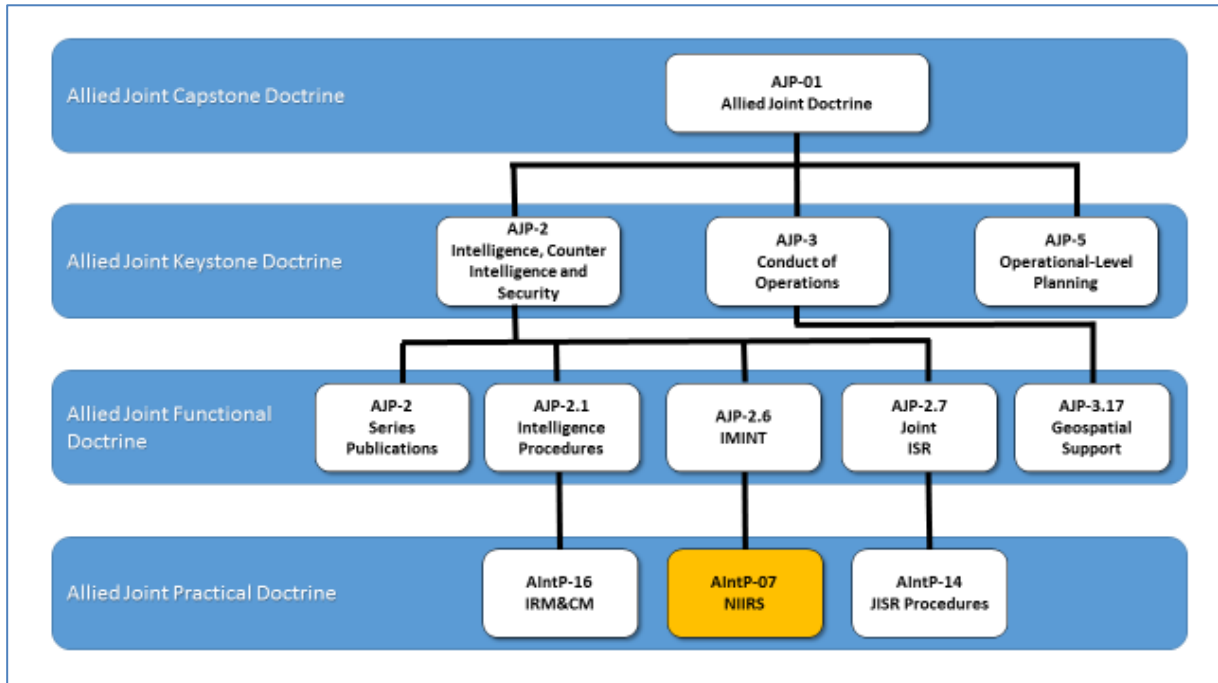 Allied Joint Capstone Doctrine
AJP-01
Allied Joint Doctrine
Allied Joint Keystone Doctrine
AJP-2
Intelligence, Counter
Intelligence and
Security
AJP-3
Conduct of
Operations
AJP-5
Operational-Level
Planning
Allied Joint Functional
Doctrine
AJP-2
Series
Publications
AJP-2.1
Intelligence
Procedures
AJP-2.6
IMINT
AJP-2.7
Joint
ISR
AJP-3.17
Geospatial
Support
Allied Joint Practical Doctrine
AIntP-16
IRM&CM
AIntP-07
NIIRS
AIntP-14
JISR Procedures